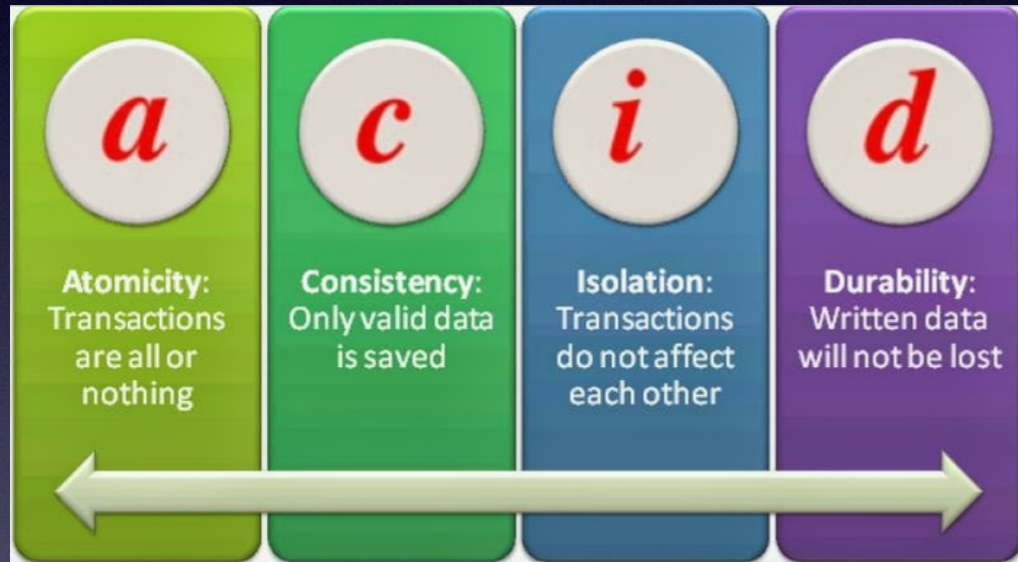 a
Atomicity:
Transactions
are all or
nothing
c
Consistency:
Only valid data
is saved
i
Isolation:
Transactions
do not affect
each other
d
Durability:
Written data
will not be lost